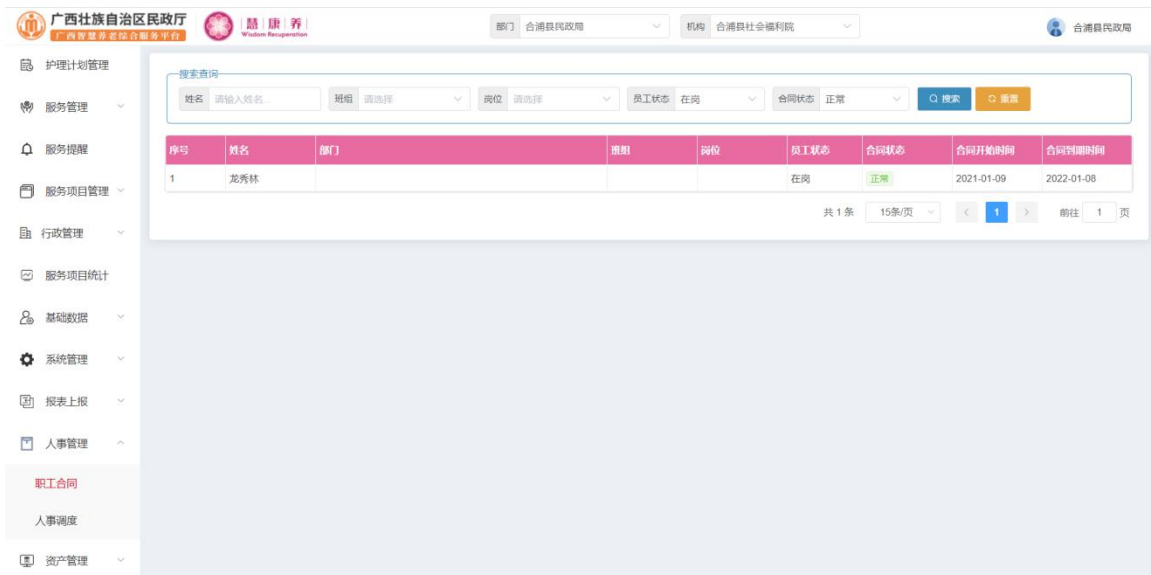 广西壮族自治区民政厅
广西智慧养老综合服务平台
慧康养
Wisdom Recuperation
部门 合浦县民政局
机构 合浦县社会福利院
合浦县民政局
护理计划管理
服务管理
服务提醒
服务项目管理
行政管理
服务项目统计
基础数据
系统管理
报表上报
人事管理
职工合同
人事调度
资产管理
搜索查询
姓名 请输入姓名... 班组 请选择 岗位 请选择 员工状态 在岗 合同状态 正常 搜索 重置
序号 姓名 部门 班组 岗位 员工状态 合同状态 合同开始时间 合同到期时间
1 龙秀林 在岗 正常 2021-01-09 2022-01-08
共 1 条 15条/页 < 1 > 前往 1 页